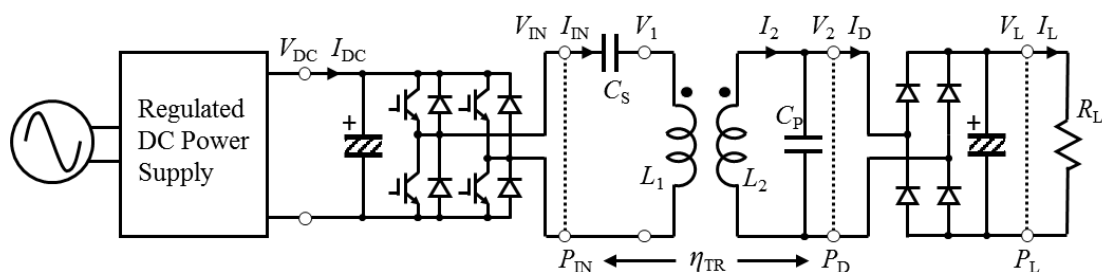 V_DC
I_DC
V_IN
I_IN
V_1
I_2
V_2
I_D
V_L
I_L
Regulated
DC Power
Supply
+
C_S
L_1
L_2
C_P
+
R_L
P_IN
η_TR
P_D
P_L